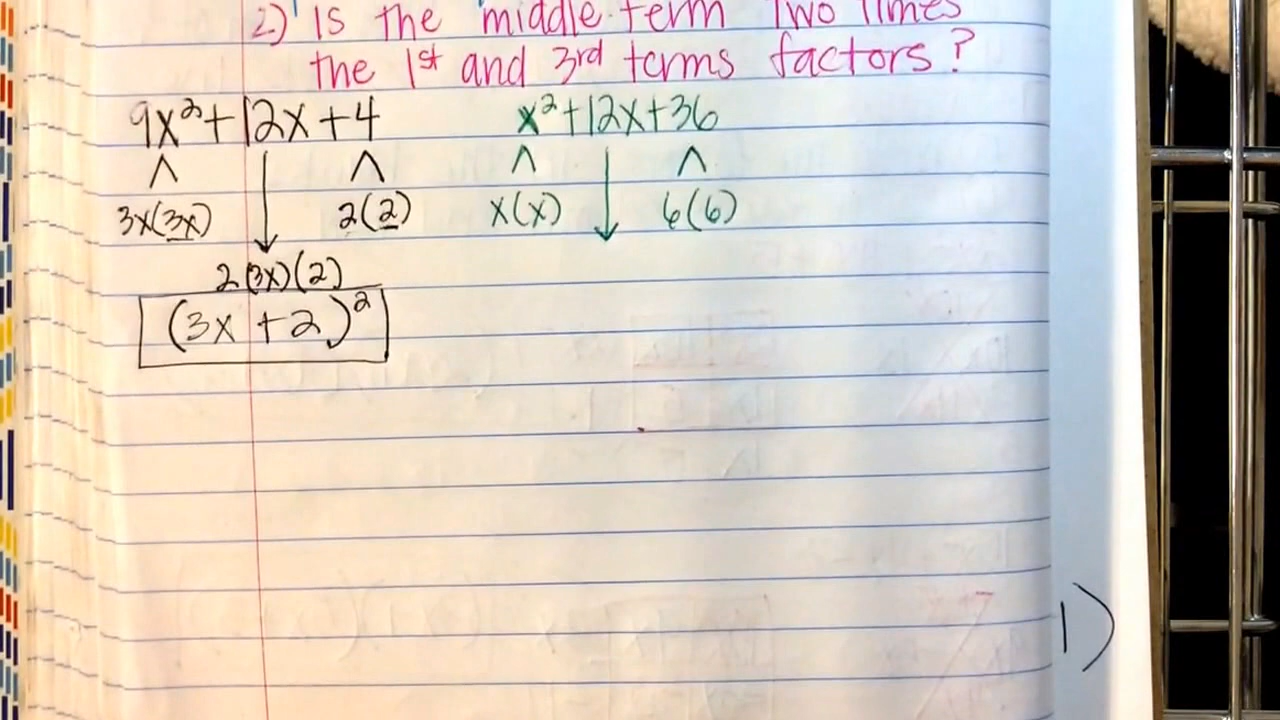 2) Is the middle term two times
the 1st and 3rd terms factors?
9x²+12x+4 x²+12x+36
3x(3x) 2(2) x(x) 6(6)
2(3x)(2)
(3x+2)²
1)